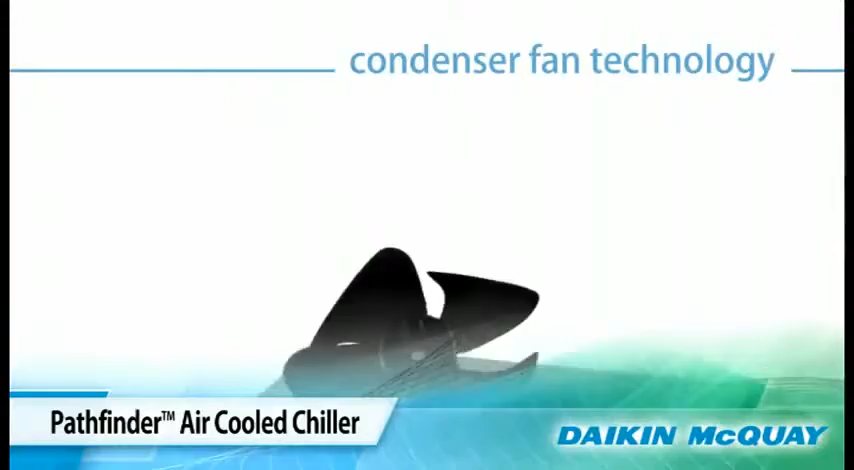 condenser fan technology
Pathfinder™ Air Cooled Chiller
DAIKIN McQUAY